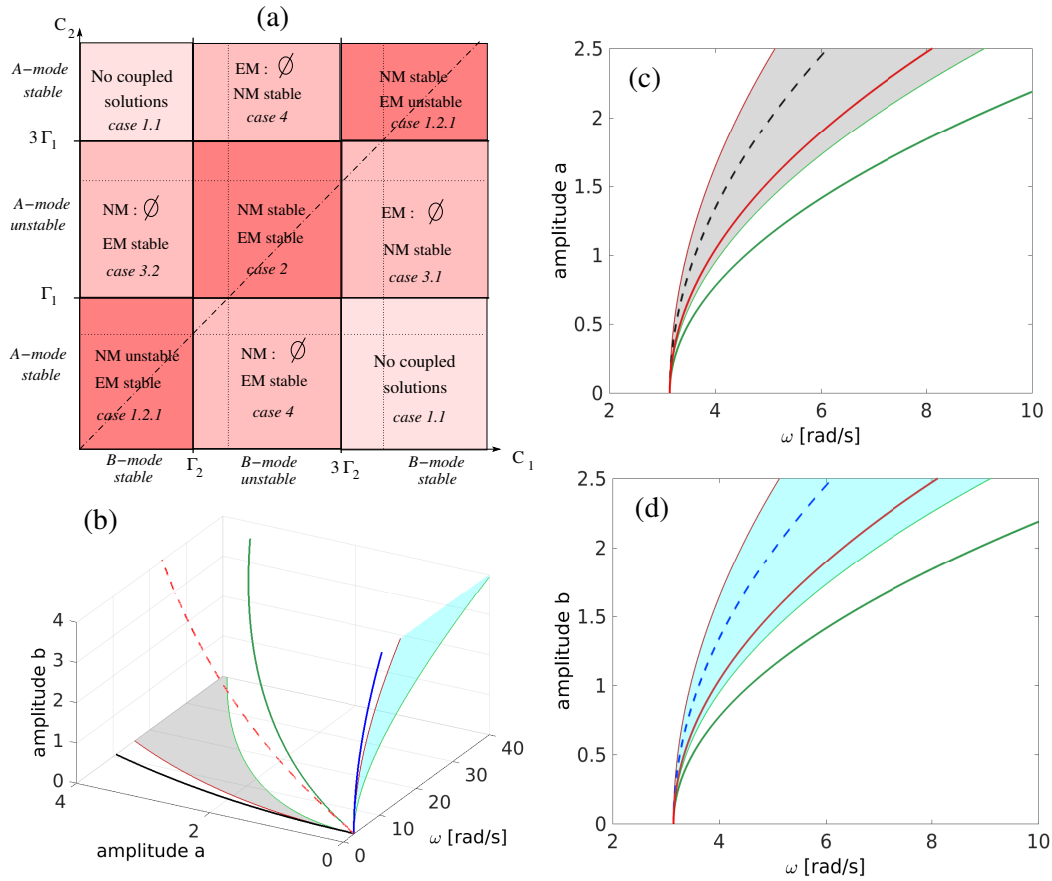 (a)
C₂
A−mode
stable
3 Γ₁
A−mode
unstable
Γ₁
A−mode
stable
No coupled
solutions
case 1.1
EM : ∅
NM stable
case 4
NM stable
EM unstable
case 1.2.1
NM : ∅
EM stable
case 3.2
NM stable
EM stable
case 2
EM : ∅
NM stable
case 3.1
NM unstable
EM stable
case 1.2.1
NM : ∅
EM stable
case 4
No coupled
solutions
case 1.1
B−mode
stable
Γ₂
B−mode
unstable
3 Γ₂
B−mode
stable
C₁
(b)
amplitude b
4
3
2
1
0
4
2
0
amplitude a
0
10
20
30
40
ω [rad/s]
(c)
amplitude a
2.5
2
1.5
1
0.5
0
2
4
6
8
10
ω [rad/s]
(d)
amplitude b
2.5
2
1.5
1
0.5
0
2
4
6
8
10
ω [rad/s]